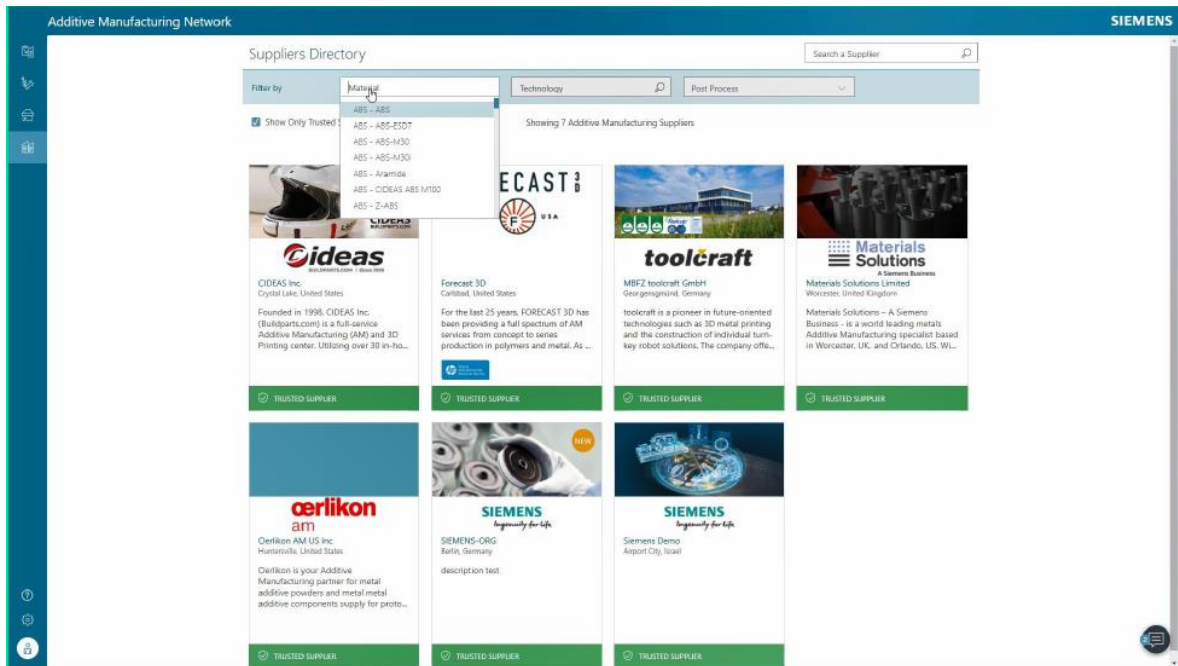 Additive Manufacturing Network
SIEMENS
Suppliers Directory
Search a Supplier
Filter by
Material
Technology
Post Process
ABS - ABS
ABS - ABS-ESD7
ABS - ABS-M30
ABS - ABS-M30i
ABS - Aramide
ABS - CIDEAS ABS M100
ABS - Z-ABS
Show Only Trusted
Showing 7 Additive Manufacturing Suppliers
CIDEAS
BUILDPARTS.COM
Cideas
BUILDPARTS.COM | Since 1998
CIDEAS Inc.
Crystal Lake, United States
Founded in 1998, CIDEAS Inc.
(Buildparts.com) is a full-service
Additive Manufacturing (AM) and 3D
Printing center. Utilizing over 30 in-ho...
TRUSTED SUPPLIER
ECAST 3D
F
USA
Forecast 3D
Carlsbad, United States
For the last 25 years, FORECAST 3D has
been providing a full spectrum of AM
services from concept to series
production in polymers and metal. As ...
hp
TRUSTED SUPPLIER
toolcraft
MBFZ toolcraft GmbH
Georgensgmünd, Germany
toolcraft is a pioneer in future-oriented
technologies such as 3D metal printing
and the construction of individual turn-
key robot solutions. The company offe...
TRUSTED SUPPLIER
Materials
Solutions
A Siemens Business
Materials Solutions Limited
Worcester, United Kingdom
Materials Solutions – A Siemens
Business - is a world leading metals
Additive Manufacturing specialist based
in Worcester, UK, and Orlando, US. Wi...
TRUSTED SUPPLIER
œrlikon
am
Oerlikon AM US Inc
Huntersville, United States
Oerlikon is your Additive
Manufacturing partner for metal
additive powders and metal metal
additive components supply for proto...
TRUSTED SUPPLIER
NEW
SIEMENS
Ingenuity for life
SIEMENS-ORG
Berlin, Germany
description test
TRUSTED SUPPLIER
SIEMENS
Ingenuity for life
Siemens Demo
Airport City, Israel
TRUSTED SUPPLIER
2